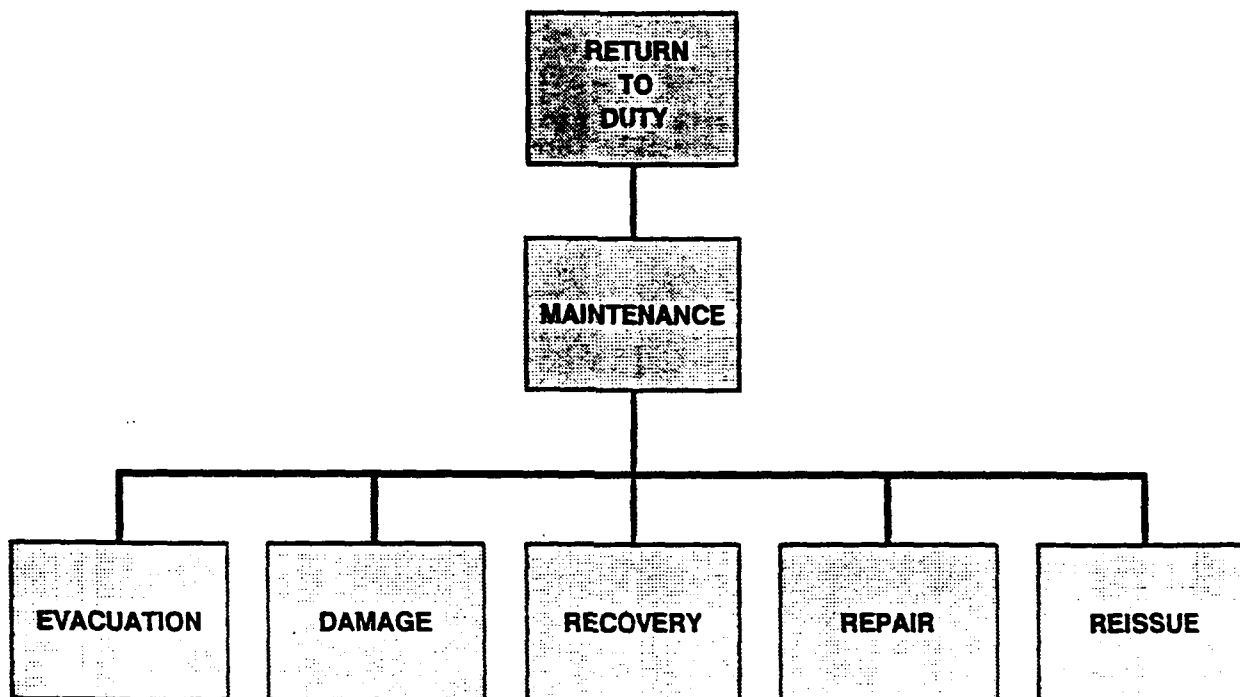 RETURN
TO
DUTY
MAINTENANCE
EVACUATION
DAMAGE
RECOVERY
REPAIR
REISSUE